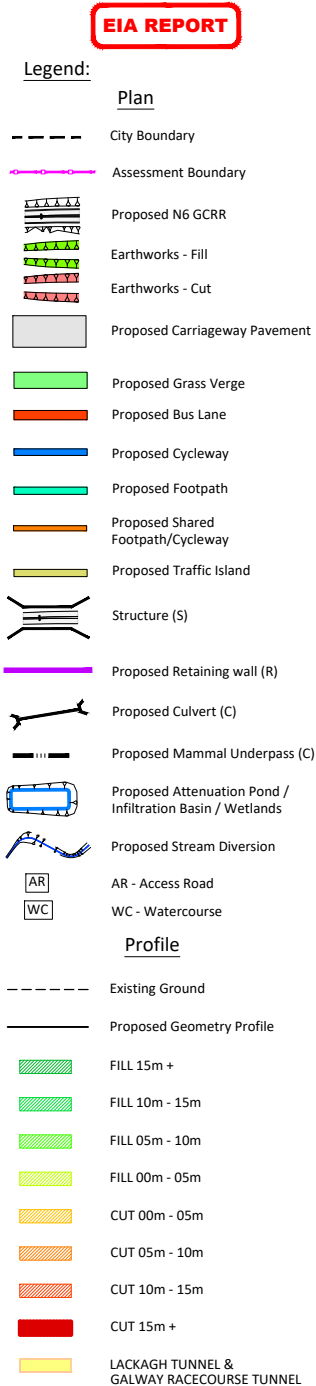 EIA REPORT
Legend:
Plan
City Boundary
Assessment Boundary
Proposed N6 GCRR
Earthworks - Fill
Earthworks - Cut
Proposed Carriageway Pavement
Proposed Grass Verge
Proposed Bus Lane
Proposed Cycleway
Proposed Footpath
Proposed Shared
Footpath/Cycleway
Proposed Traffic Island
Structure (S)
Proposed Retaining wall (R)
Proposed Culvert (C)
Proposed Mammal Underpass (C)
Proposed Attenuation Pond /
Infiltration Basin / Wetlands
Proposed Stream Diversion
AR AR - Access Road
WC WC - Watercourse
Profile
Existing Ground
Proposed Geometry Profile
FILL 15m +
FILL 10m - 15m
FILL 05m - 10m
FILL 00m - 05m
CUT 00m - 05m
CUT 05m - 10m
CUT 10m - 15m
CUT 15m +
LACKAGH TUNNEL &
GALWAY RACECOURSE TUNNEL